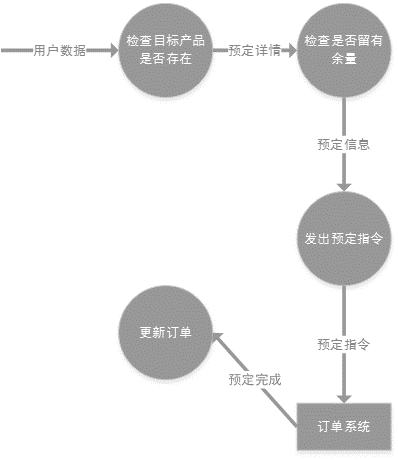 用户数据
检查目标产品
是否存在
预定详情
检查是否留有
余量
预定信息
发出预定指令
预定指令
订单系统
预定完成
更新订单